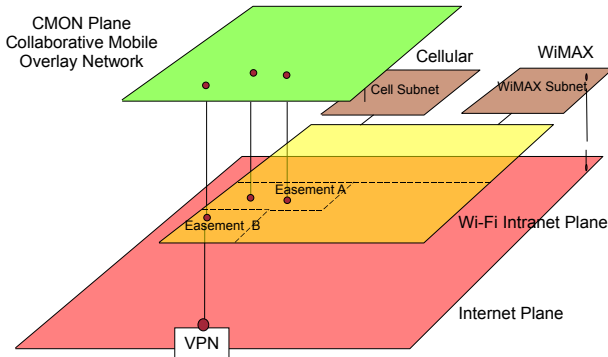 CMON Plane
Collaborative Mobile
Overlay Network
Cellular
WiMAX
Cell Subnet
WiMAX Subnet
Easement A
Easement B
Wi-Fi Intranet Plane
Internet Plane
VPN